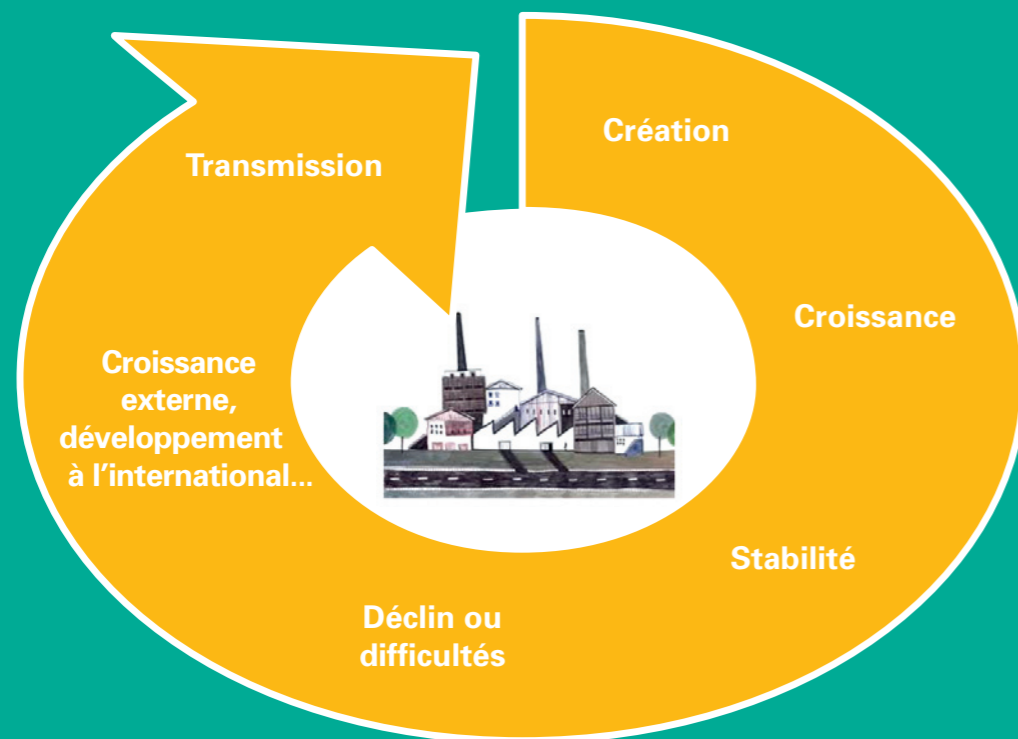 Création
Croissance
Stabilité
Déclin ou
difficultés
Croissance
externe,
développement
à l’international...
Transmission